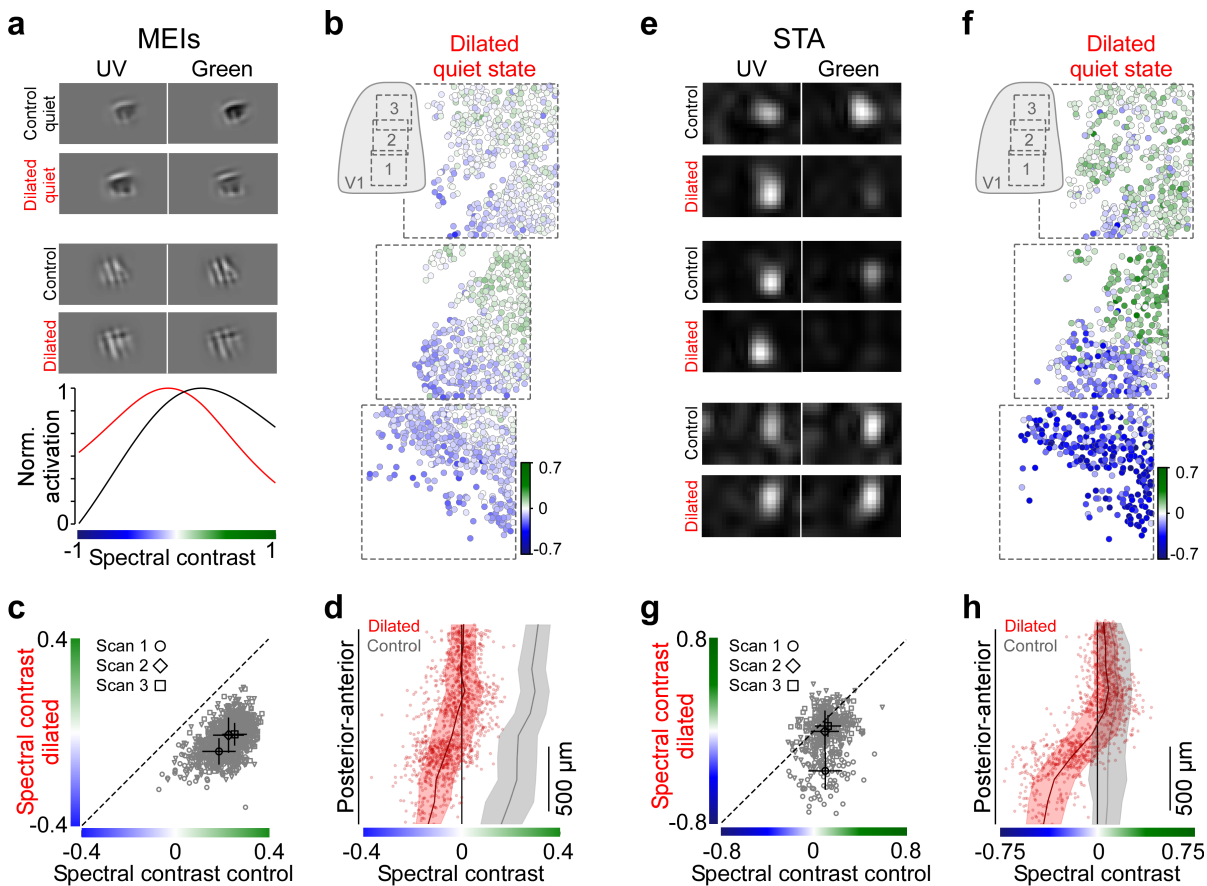 a
MEIs
UV
Green
Control
quiet
Dilated
quiet
Control
Dilated
Norm.
activation
1
0
-1
1
Spectral contrast
b
Dilated
quiet state
3
2
1
V1
0.7
0
-0.7
e
STA
UV
Green
Control
Dilated
Control
Dilated
Control
Dilated
f
Dilated
quiet state
3
2
1
V1
0.7
0
-0.7
c
Spectral contrast
dilated
0.4
-0.4
Scan 1
Scan 2
Scan 3
-0.4
0
0.4
Spectral contrast control
d
Dilated
Control
Posterior-anterior
500 µm
-0.4
0
0.4
Spectral contrast
g
Spectral contrast
dilated
0.8
-0.8
Scan 1
Scan 2
Scan 3
-0.8
0
0.8
Spectral contrast control
h
Dilated
Control
Posterior-anterior
500 µm
-0.75
0
0.75
Spectral contrast